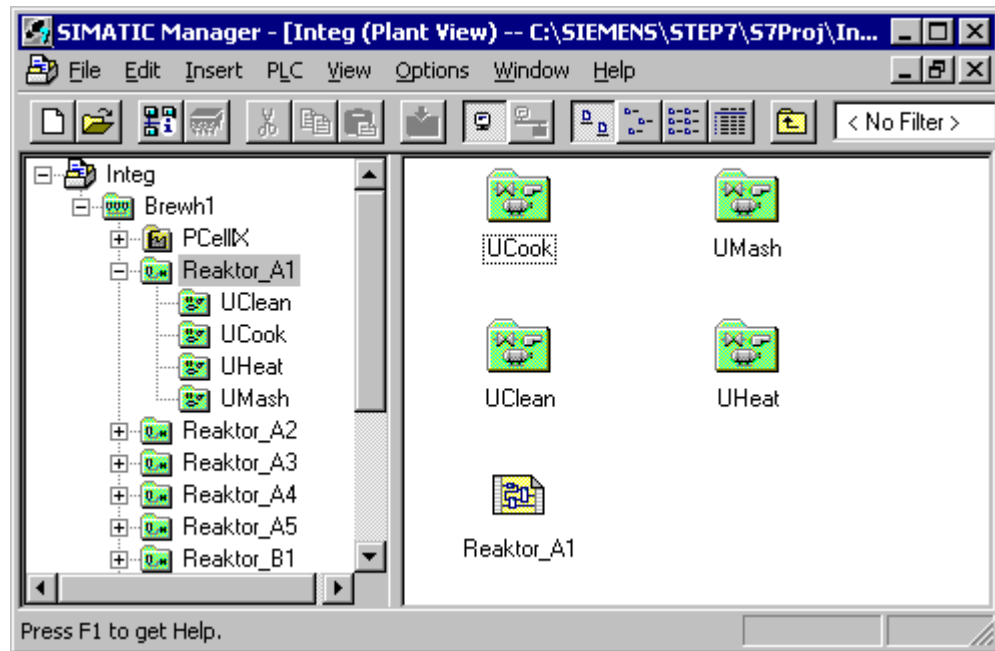 SIMATIC Manager - [Integ (Plant View) -- C:\SIEMENS\STEP7\S7Proj\In...
File Edit Insert PLC View Options Window Help
< No Filter >
Integ
Brewh1
PCellX
Reaktor_A1
UClean
UCook
UHeat
UMash
Reaktor_A2
Reaktor_A3
Reaktor_A4
Reaktor_A5
Reaktor_B1
UCook UMash
UClean UHeat
Reaktor_A1
Press F1 to get Help.